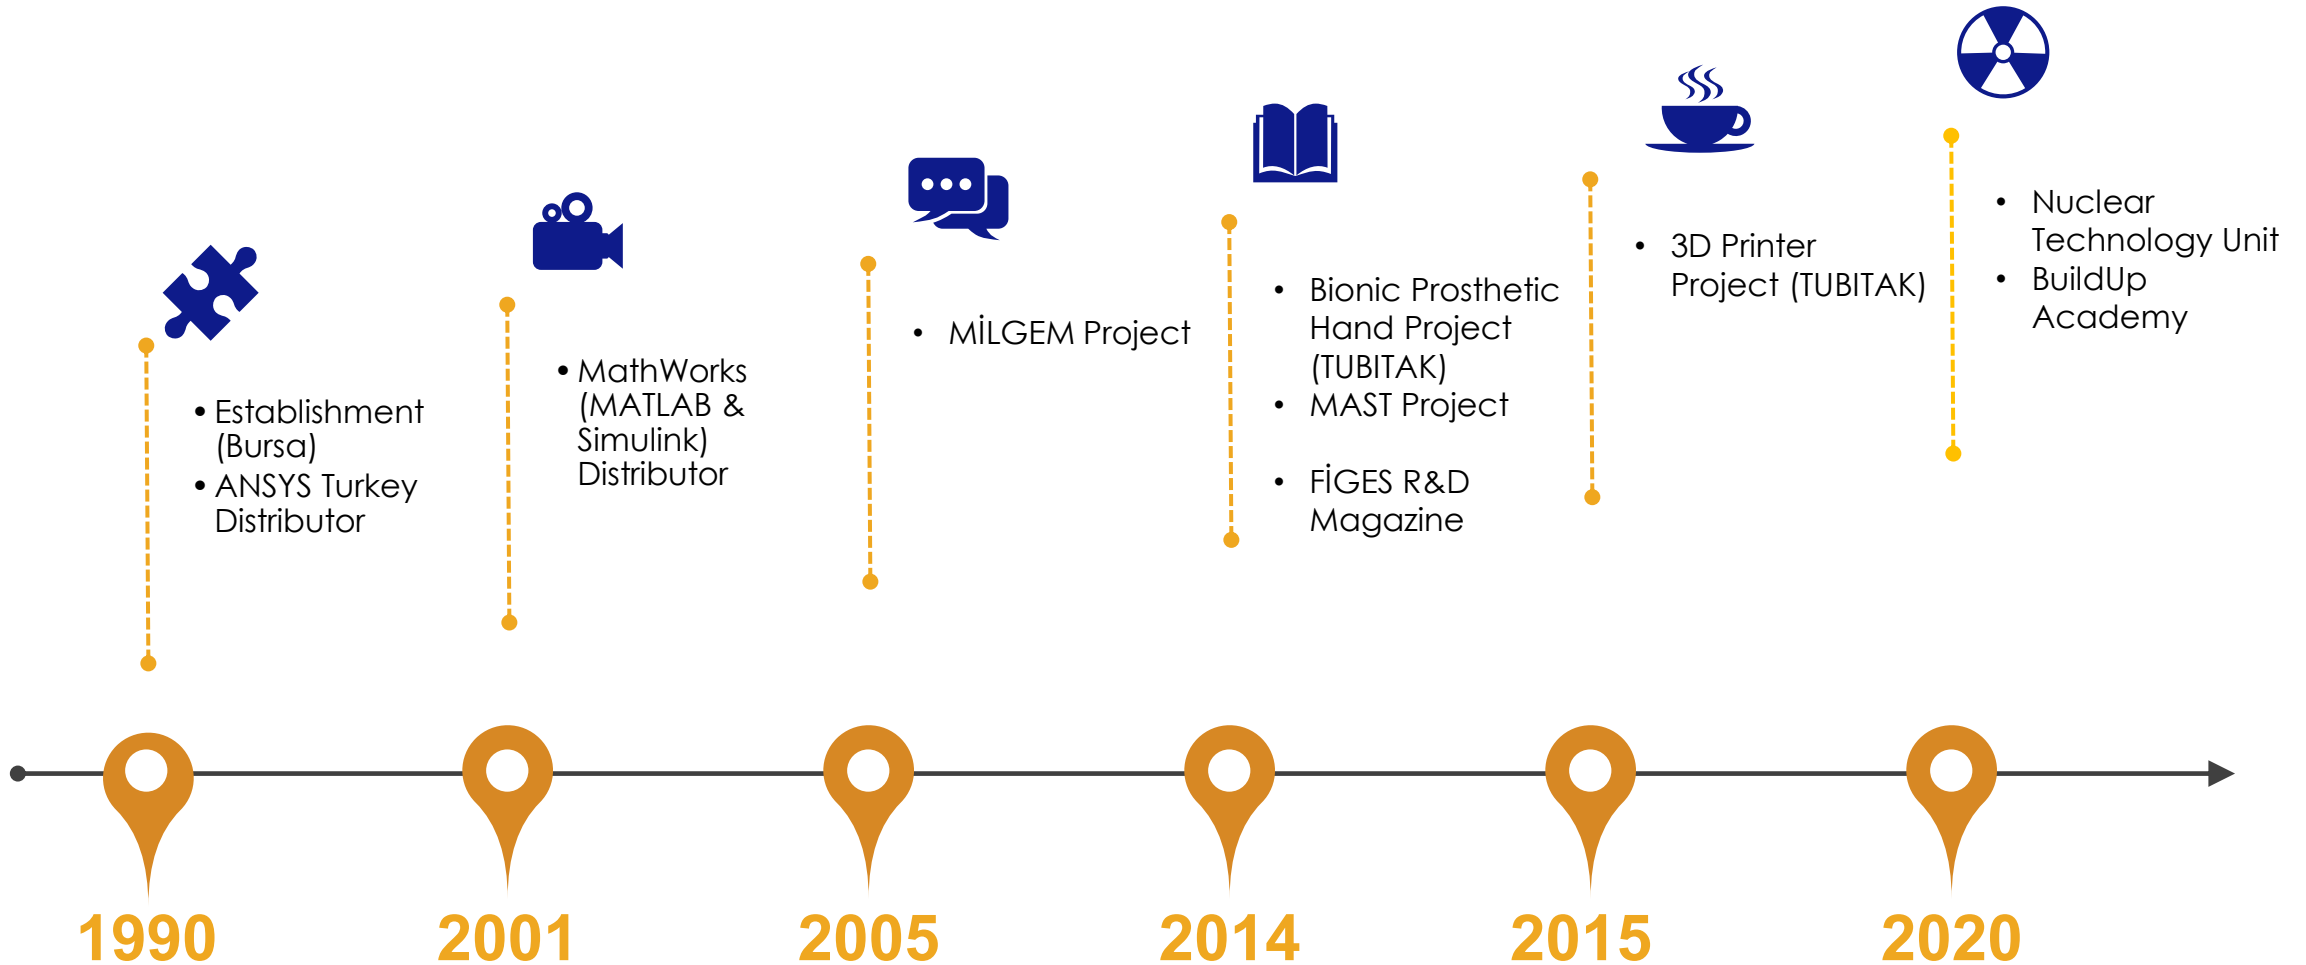 • Establishment
(Bursa)
• ANSYS Turkey
Distributor
• MathWorks
(MATLAB &
Simulink)
Distributor
• MİLGEM Project
• Bionic Prosthetic
Hand Project
(TUBITAK)
• MAST Project
• FİGES R&D
Magazine
• 3D Printer
Project (TUBITAK)
• Nuclear
Technology Unit
• BuildUp
Academy
1990
2001
2005
2014
2015
2020